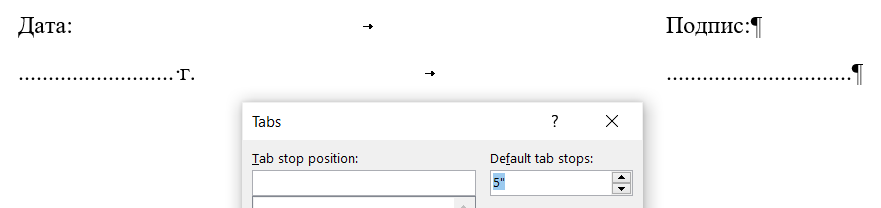 Дата: → Подпис:¶
..........................·г. → ...............................¶
Tabs ? ×
Tab stop position: Default tab stops:
5"